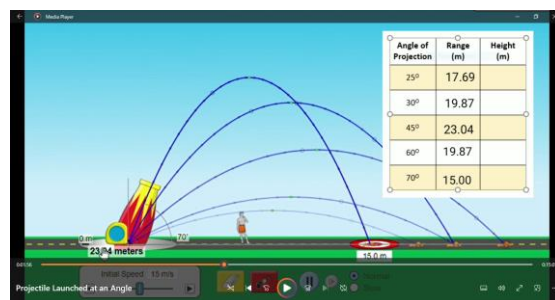 Media Player
Angle of Projection Range (m) Height (m)
25⁰ 17.69
30⁰ 19.87
45⁰ 23.04
60⁰ 19.87
70⁰ 15.00
70°
0 m
15.0 m
meters
Initial Speed 15 m/s
Projectile Launched at an Angle